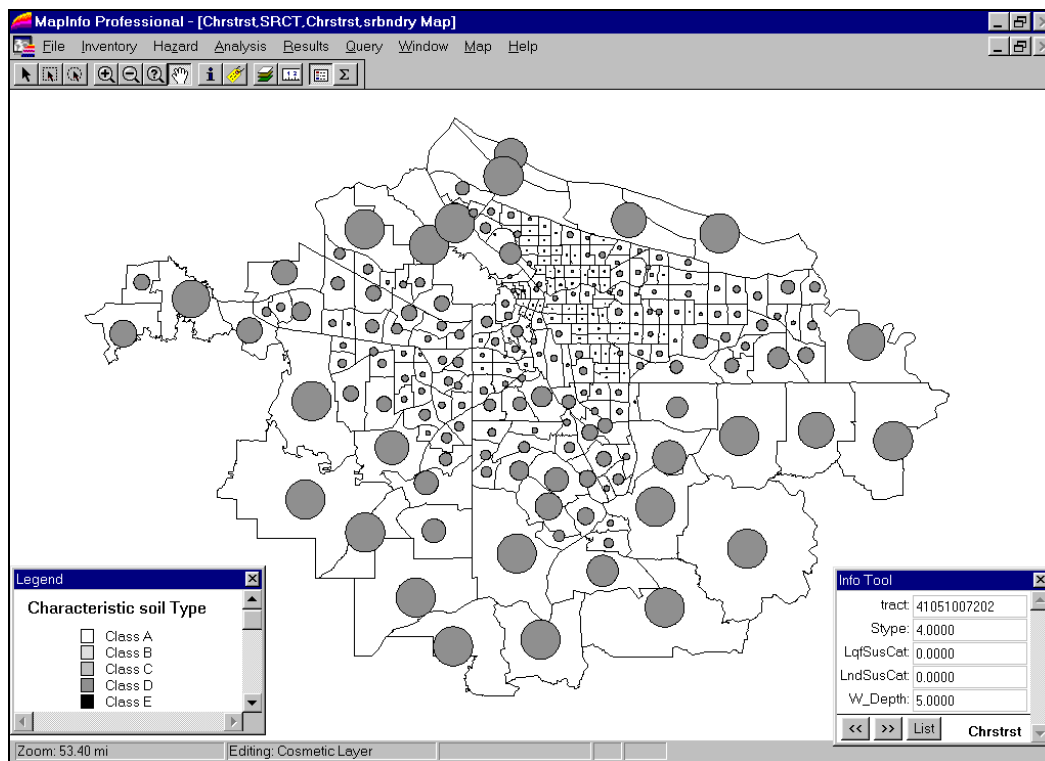 MapInfo Professional - [Chrstrst,SRCT,Chrstrst,srbndry Map]
File Inventory Hazard Analysis Results Query Window Map Help
Legend
Characteristic soil Type
Class A
Class B
Class C
Class D
Class E
Info Tool
tract: 41051007202
Stype: 4.0000
LqfSusCat: 0.0000
LndSusCat: 0.0000
W_Depth: 5.0000
<< >> List Chrstrst
Zoom: 53.40 mi Editing: Cosmetic Layer